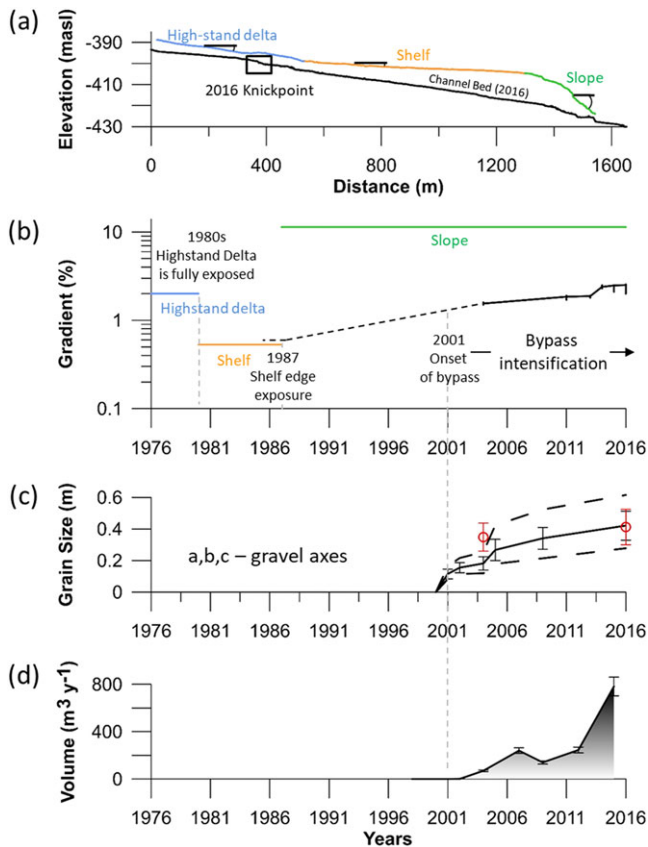 (a)
High-stand delta
Shelf
Slope
Elevation (masl)
-390
-410
-430
2016 Knickpoint
Channel Bed (2016)
0
400
800
1200
1600
Distance (m)
(b)
Gradient (%)
10
1
0.1
1980s
Highstand Delta
is fully exposed
Slope
Highstand delta
Shelf
1987
Shelf edge
exposure
2001
Onset
of bypass
Bypass
intensification
1976 1981 1986 1991 1996 2001 2006 2011 2016
(c)
Grain Size (m)
0.6
0.4
0.2
0
a,b,c – gravel axes
1976 1981 1986 1991 1996 2001 2006 2011 2016
(d)
Volume (m³ y⁻¹)
800
400
0
1976 1981 1986 1991 1996 2001 2006 2011 2016
Years